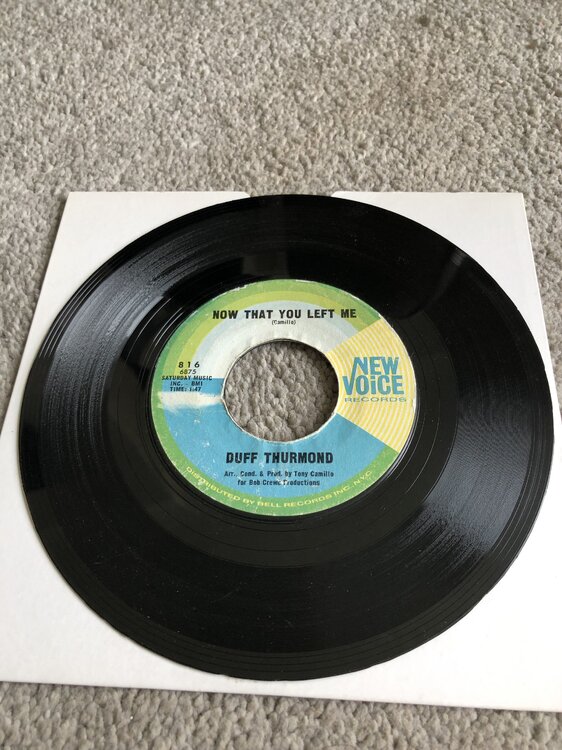 NOW THAT YOU LEFT ME
(Camillo)
816
6875
SATURDAY MUSIC
INC. - BMI
TIME: 1:47
NEW
VOiCE
RECORDS
DUFF THURMOND
Arr. Cond. & Prod. by Tony Camillo
for Bob Crewe Productions
DISTRIBUTED BY BELL RECORDS INC. N.Y.C.